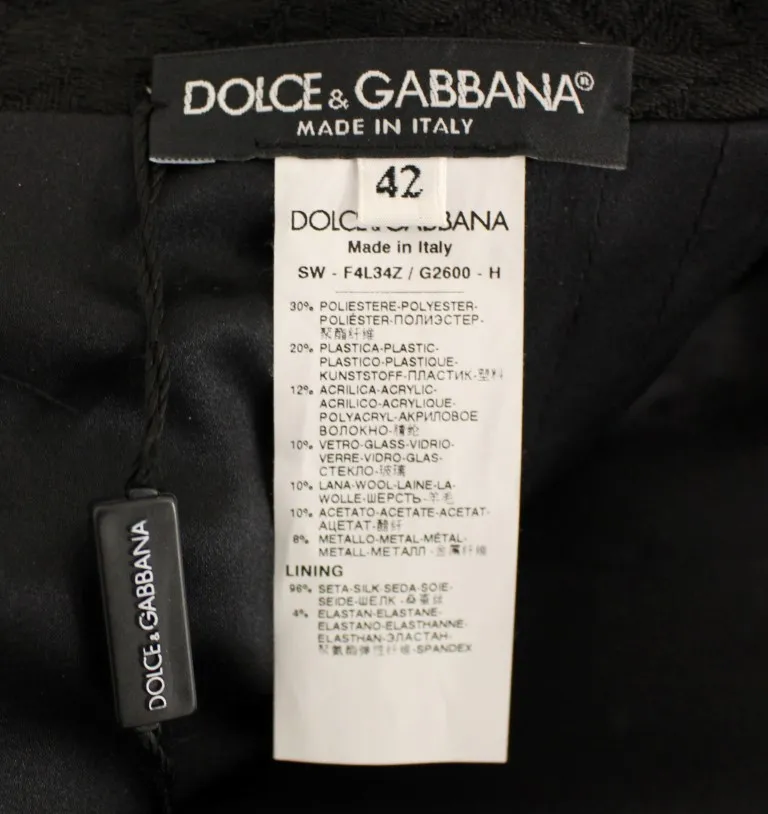 DOLCE & GABBANA®
MADE IN ITALY
42
DOLCE & GABBANA
Made in Italy
SW - F4L34Z / G2600 - H
30% POLIESTERE-POLYESTER-
POLIÉSTER-ПОЛИЭСТЕР-
聚酯纤维
20% PLASTICA-PLASTIC-
PLASTICO-PLASTIQUE-
KUNSTSTOFF-ПЛАСТИК-塑料
12% ACRILICA-ACRYLIC-
ACRILICO-ACRYLIQUE-
POLYACRYL-АКРИЛОВОЕ
ВОЛОКНО-腈纶
10% VETRO-GLASS-VIDRIO-
VERRE-VIDRO-GLAS-
СТЕКЛО-玻璃
10% LANA-WOOL-LAINE-LA-
WOLLE-ШЕРСТЬ-羊毛
10% ACETATO-ACETATE-ACETAT-
АЦЕТАТ-醋纤
8% METALLO-METAL-MÉTAL-
METALL-МЕТАЛЛ-金属纤维
LINING
96% SETA-SILK-SEDA-SOIE-
SEIDE-ШЕЛК-桑蚕丝
4% ELASTAN-ELASTANE-
ELASTANO-ELASTHANNE-
ELASTHAN-ЭЛАСТАН-
聚氨酯弹性纤维-SPANDEX
DOLCE & GABBANA